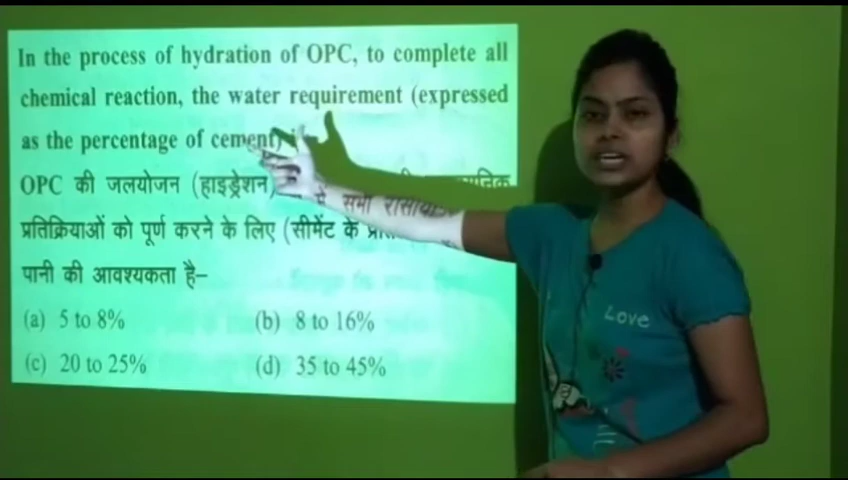 In the process of hydration of OPC, to complete all
chemical reaction, the water requirement (expressed
as the percentage of cement)
OPC की जलयोजन (हाइड्रेशन) में सभी
प्रतिक्रियाओं को पूर्ण करने के लिए (सीमेंट के
पानी की आवश्यकता है–
(a) 5 to 8% (b) 8 to 16%
(c) 20 to 25% (d) 35 to 45%
Love